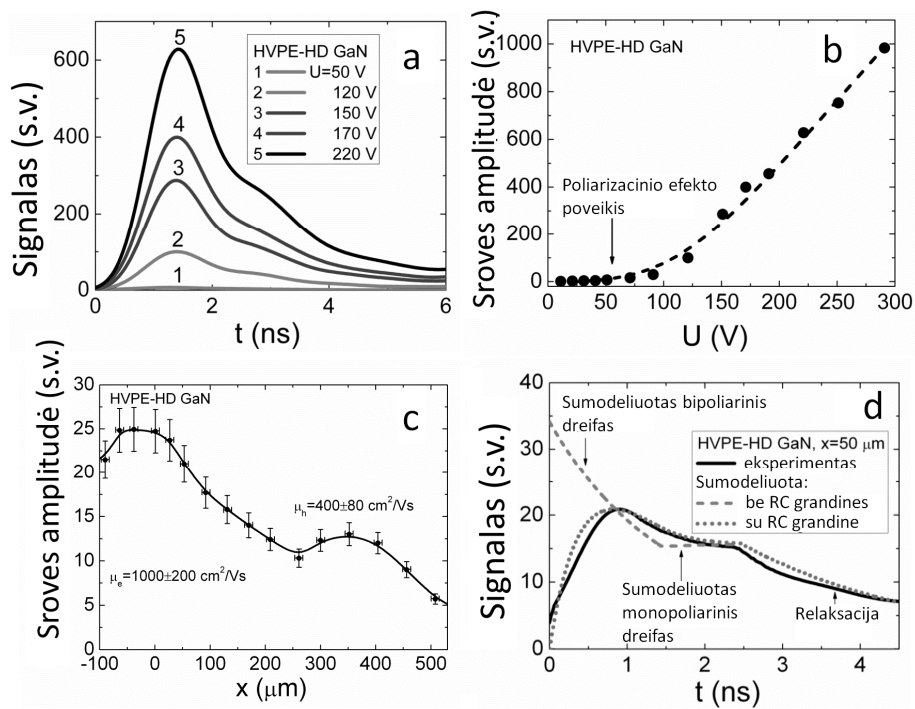 a
HVPE-HD GaN
1 U=50 V
2 120 V
3 150 V
4 170 V
5 220 V
5
4
3
2
1
Signalas (s.v.)
600
400
200
0
0 2 4 6
t (ns)
b
HVPE-HD GaN
Poliarizacinio efekto
poveikis
Sroves amplitudė (s.v.)
1000
800
600
400
200
0
0 50 100 150 200 250 300
U (V)
c
HVPE-HD GaN
μh=400±80 cm²/Vs
μe=1000±200 cm²/Vs
Sroves amplitudė (s.v.)
30
25
20
15
10
5
0
-100 0 100 200 300 400 500
x (μm)
d
Sumodeliuotas bipoliarinis
dreifas
HVPE-HD GaN, x=50 μm
eksperimentas
Sumodeliuota:
be RC grandines
su RC grandine
Sumodeliuotas
monopoliarinis
dreifas
Relaksacija
Signalas (s.v.)
40
30
20
10
0
0 1 2 3 4
t (ns)